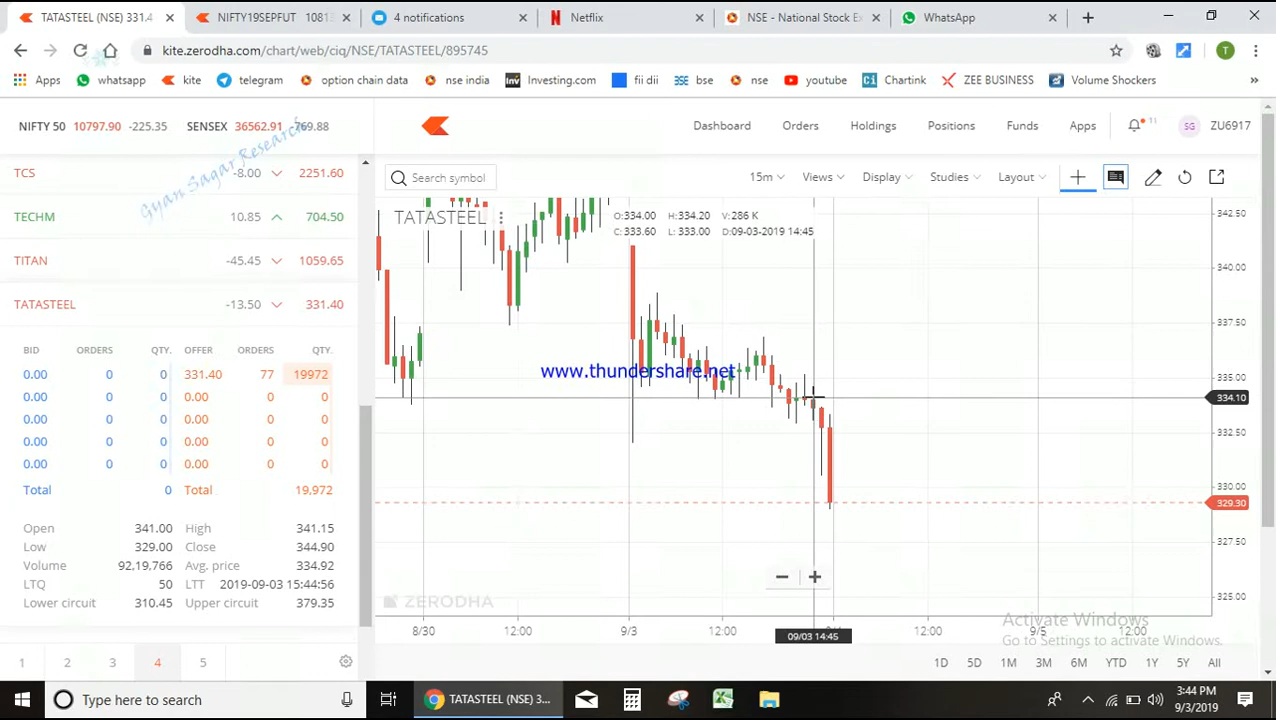 TATASTEEL (NSE) 331.4
NIFTY19SEPFUT 1081
4 notifications
Netflix
NSE - National Stock Ex
WhatsApp
kite.zerodha.com/chart/web/ciq/NSE/TATASTEEL/895745
T
Apps whatsapp kite telegram option chain data nse india Inv Investing.com fii dii bse nse youtube Ci Chartink ZEE BUSINESS Volume Shockers »
NIFTY 50 10797.90 -225.35 SENSEX 36562.91 -769.88
Dashboard Orders Holdings Positions Funds Apps 11 SG ZU6917
Gyan Sagar Research
TCS -8.00 2251.60
TECHM 10.85 704.50
TITAN -45.45 1059.65
TATASTEEL -13.50 331.40
BID ORDERS QTY. OFFER ORDERS QTY.
0.00 0 0 331.40 77 19972
0.00 0 0 0.00 0 0
0.00 0 0 0.00 0 0
0.00 0 0 0.00 0 0
0.00 0 0 0.00 0 0
Total 0 Total 19,972
Open 341.00 High 341.15
Low 329.00 Close 344.90
Volume 92,19,766 Avg. price 334.92
LTQ 50 LTT 2019-09-03 15:44:56
Lower circuit 310.45 Upper circuit 379.35
1 2 3 4 5
Search symbol 15m Views Display Studies Layout
TATASTEEL
O:334.00 H:334.20 V:286 K
C:333.60 L:333.00 D:09-03-2019 14:45
www.thundershare.net
342.50
340.00
337.50
335.00
334.10
332.50
330.00
329.30
327.50
325.00
ZERODHA
8/30 12:00 9/3 12:00 09/03 14:45 12:00 9/5 12:00
Activate Windows
Go to Settings to activate Windows.
1D 5D 1M 3M 6M YTD 1Y 5Y All
Type here to search
TATASTEEL (NSE) 3...
3:44 PM
9/3/2019